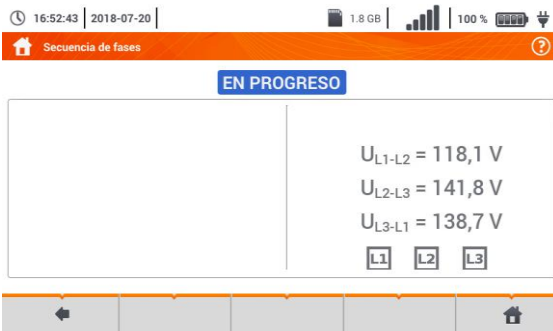 16:52:43 2018-07-20 1.8 GB 100 %
Secuencia de fases ?
EN PROGRESO
UL1-L2 = 118,1 V
UL2-L3 = 141,8 V
UL3-L1 = 138,7 V
L1 L2 L3